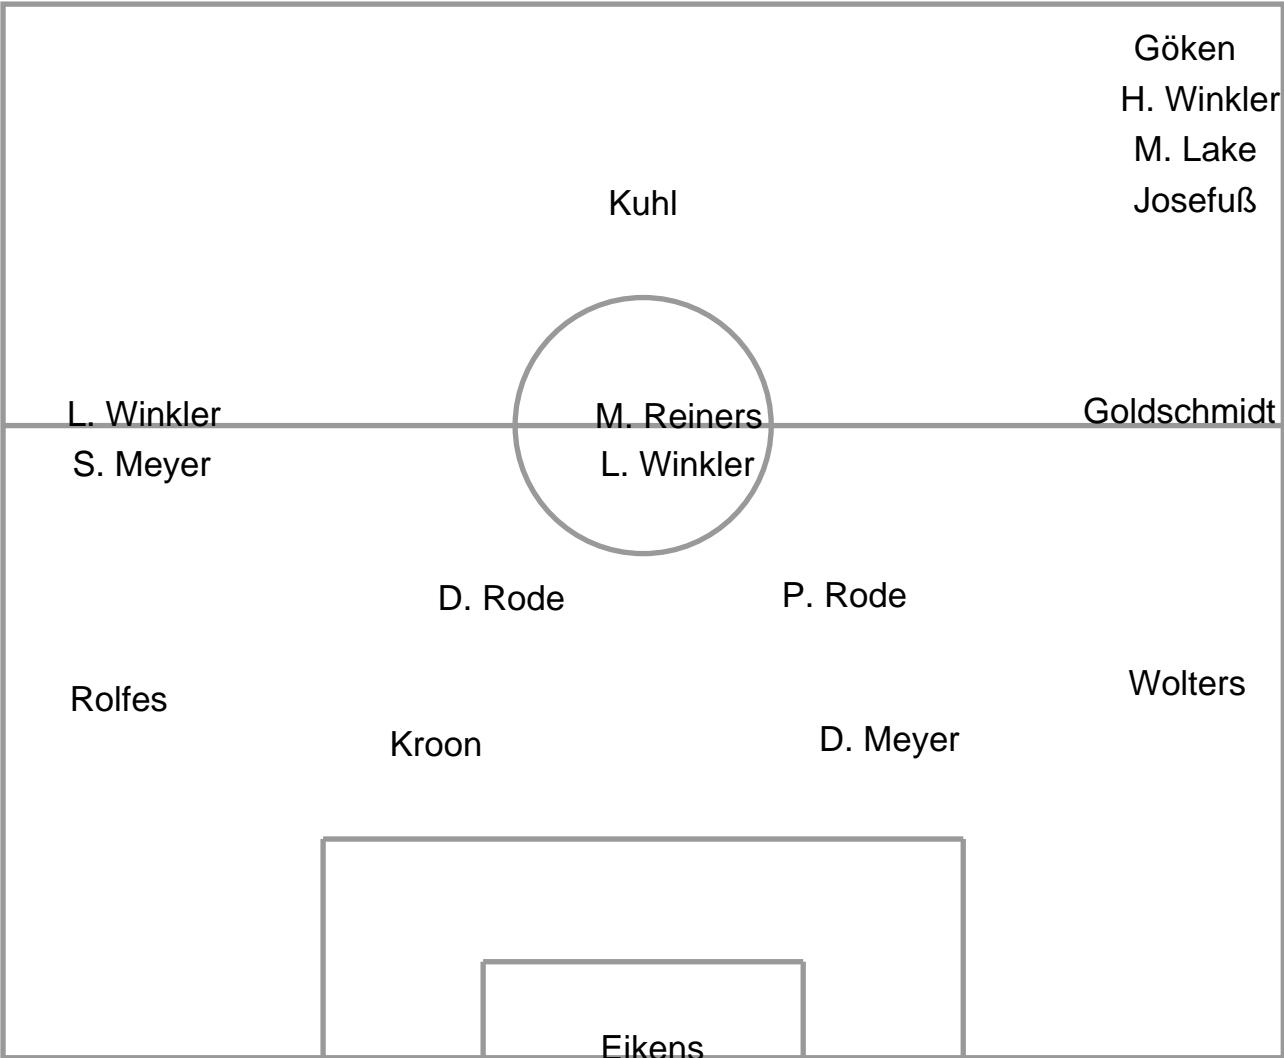 Göken
H. Winkler
M. Lake
Josefuß
Kuhl
L. Winkler
M. Reiners
Goldschmidt
S. Meyer
L. Winkler
D. Rode
P. Rode
Rolfes
Wolters
Kroon
D. Meyer
Eikens